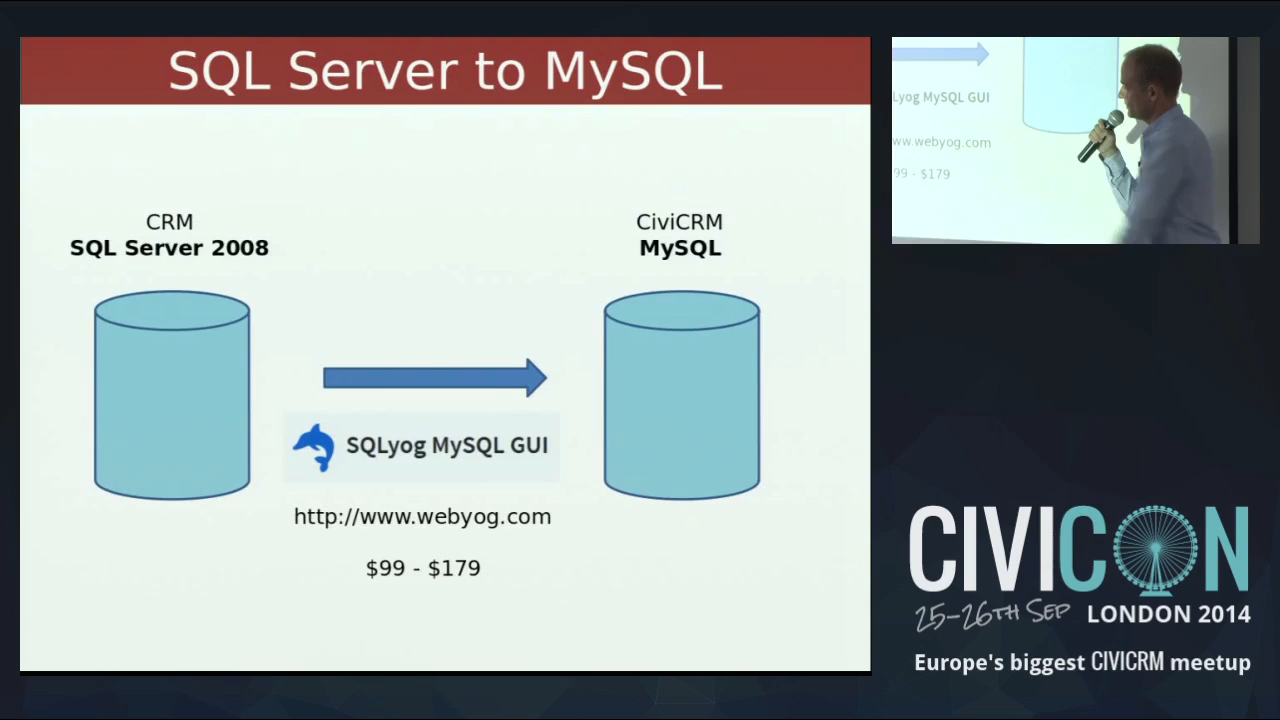 SQL Server to MySQL
CRM
SQL Server 2008
CiviCRM
MySQL
SQLyog MySQL GUI
http://www.webyog.com
$99 - $179
Lyog MySQL GUI
ww.webyog.com
99 - $179
CIVICON
25-26TH SEP LONDON 2014
Europe's biggest CIVICRM meetup